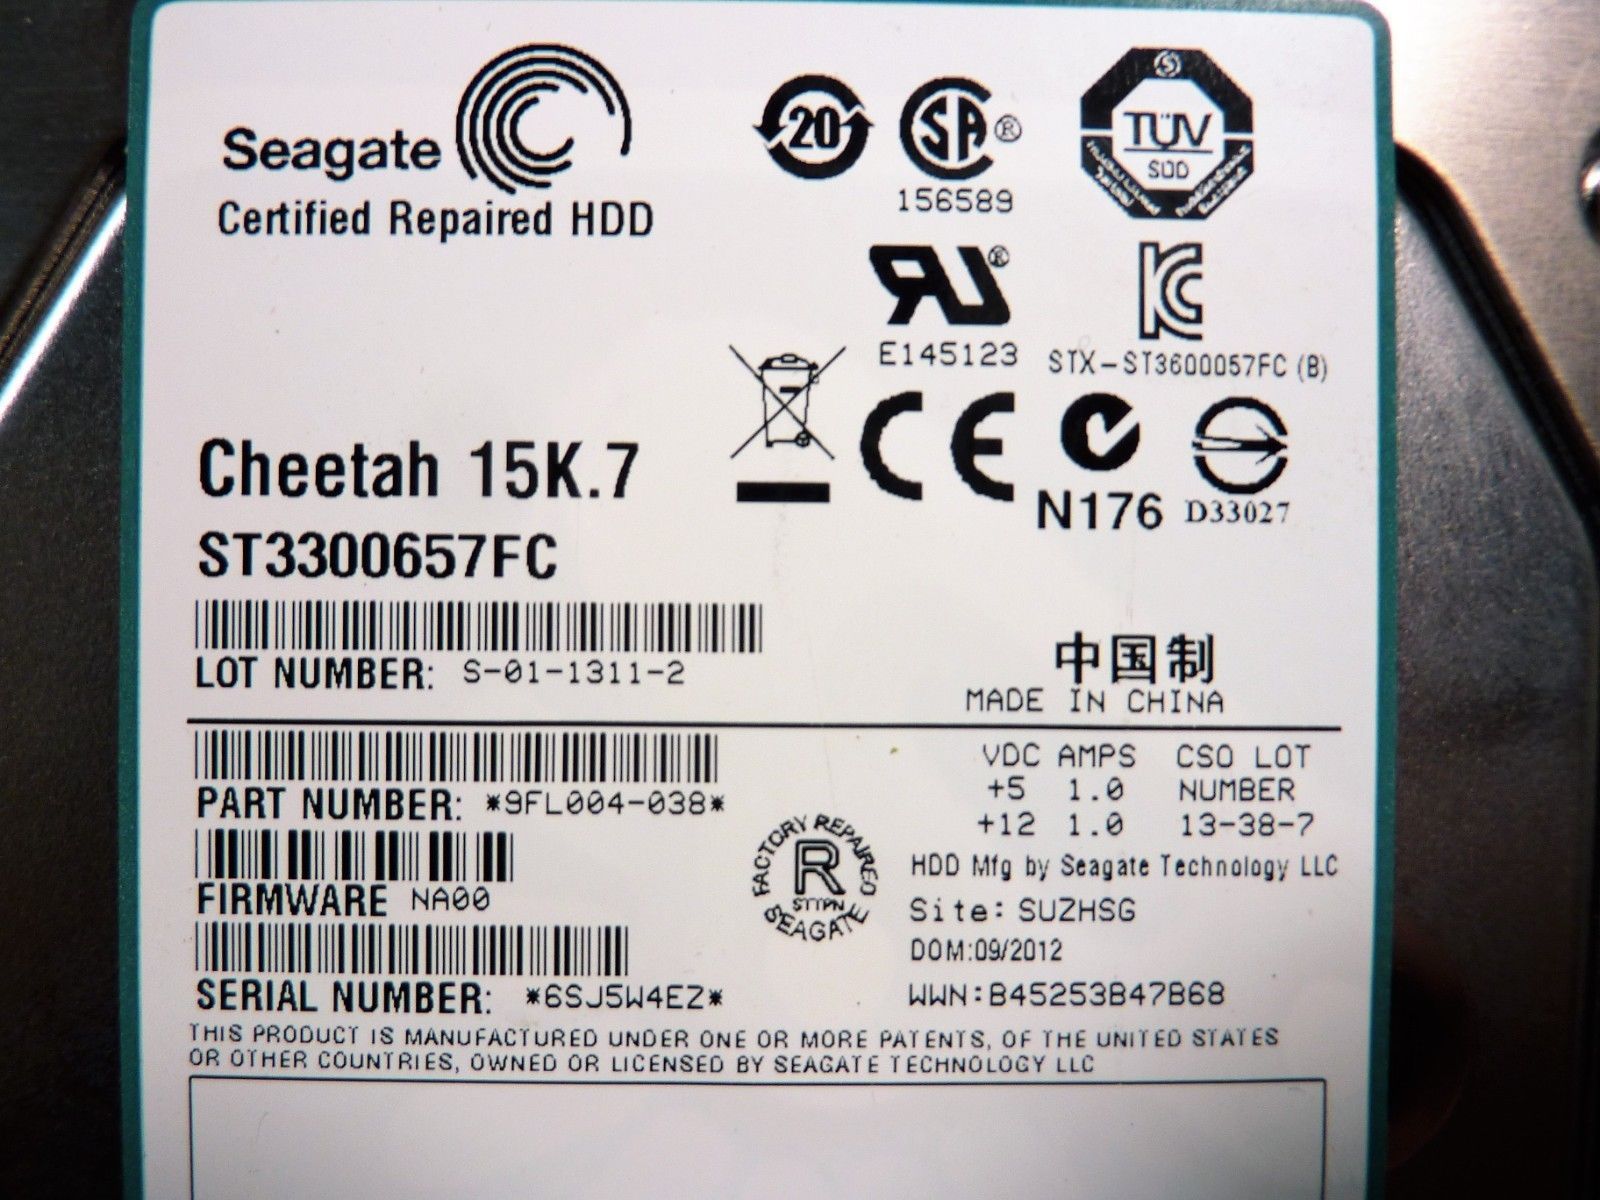 Seagate
Certified Repaired HDD
20
SA ®
156589
TÜV
SÜD
®
E145123
STX-ST3600057FC (B)
CE
N176
D33027
Cheetah 15K.7
ST3300657FC
LOT NUMBER: S-01-1311-2
中国制
MADE IN CHINA
PART NUMBER: *9FL004-038*
FIRMWARE NA00
SERIAL NUMBER: *6SJ5W4EZ*
VDC AMPS CSO LOT
+5 1.0 NUMBER
+12 1.0 13-38-7
FACTORY REPAIRED
R
STTPN
SEAGATE
HDD Mfg by Seagate Technology LLC
Site: SUZHSG
DOM:09/2012
WWN:B45253B47B68
THIS PRODUCT IS MANUFACTURED UNDER ONE OR MORE PATENTS, OF THE UNITED STATES
OR OTHER COUNTRIES, OWNED OR LICENSED BY SEAGATE TECHNOLOGY LLC